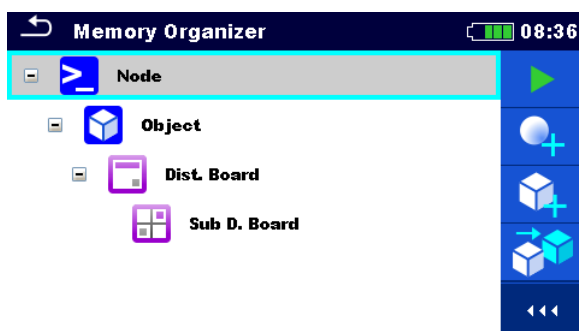 Memory Organizer 08:36
Node
Object
Dist. Board
Sub D. Board